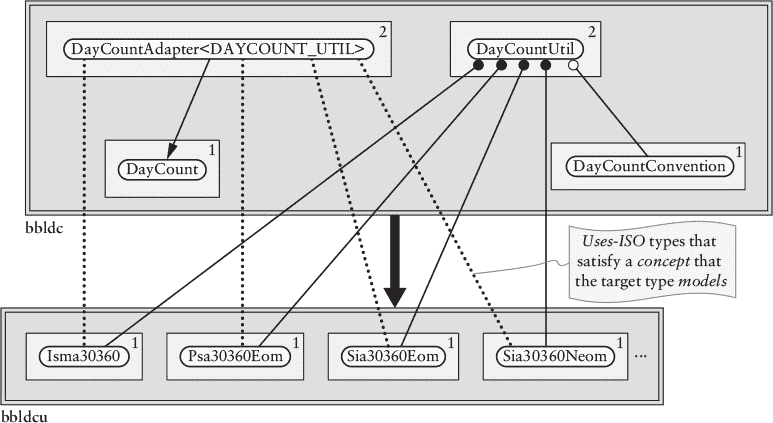 2
DayCountAdapter<DAYCOUNT_UTIL>
2
DayCountUtil
1
DayCount
1
DayCountConvention
bbldc
Uses-ISO types that
satisfy a concept that
the target type models
1
Isma30360
1
Psa30360Eom
1
Sia30360Eom
1
Sia30360Neom
...
bbldcu